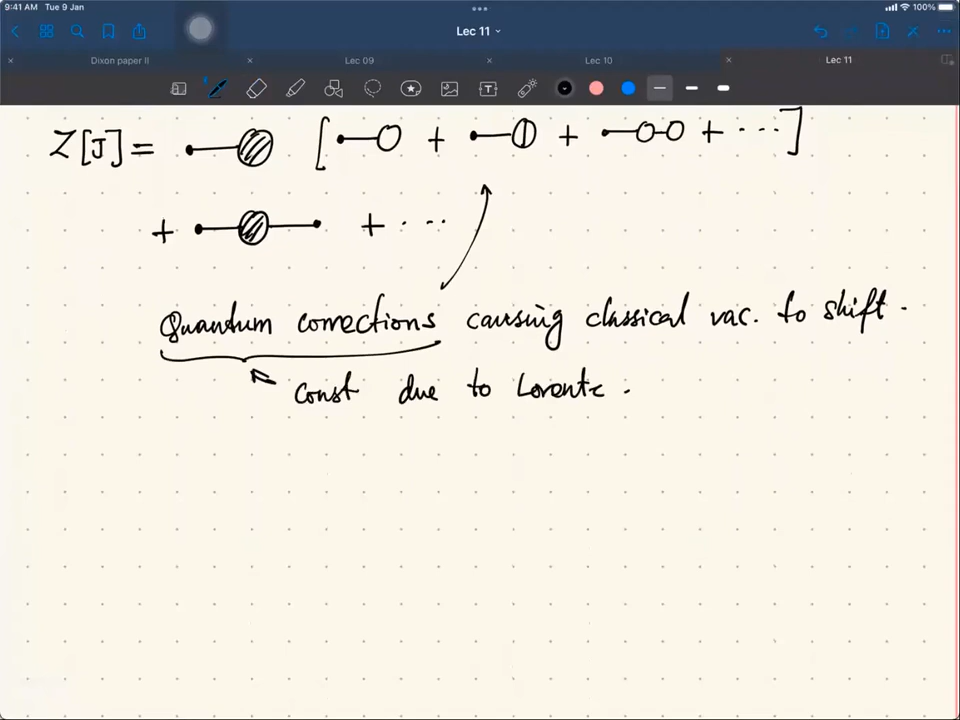 9:41 AM Tue 9 Jan
100%
Lec 11
Dixon paper II
Lec 09
Lec 10
Lec 11
Z[J] = [ + + + ··· ]
+ + ···
Quantum corrections causing classical vac. to shift.
const due to Lorentz.